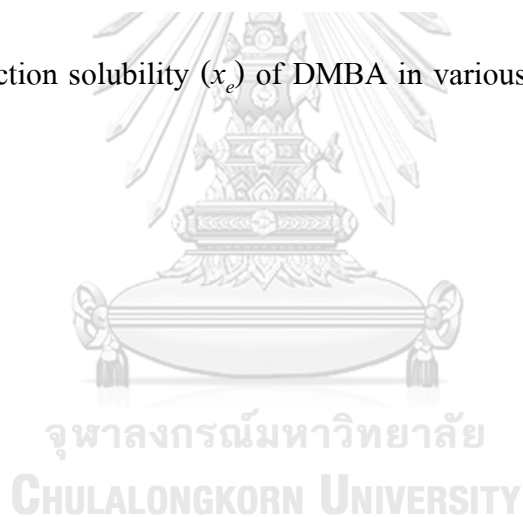 ction solubility (xₑ) of DMBA in various
จุฬาลงกรณ์มหาวิทยาลัย
CHULALONGKORN UNIVERSITY